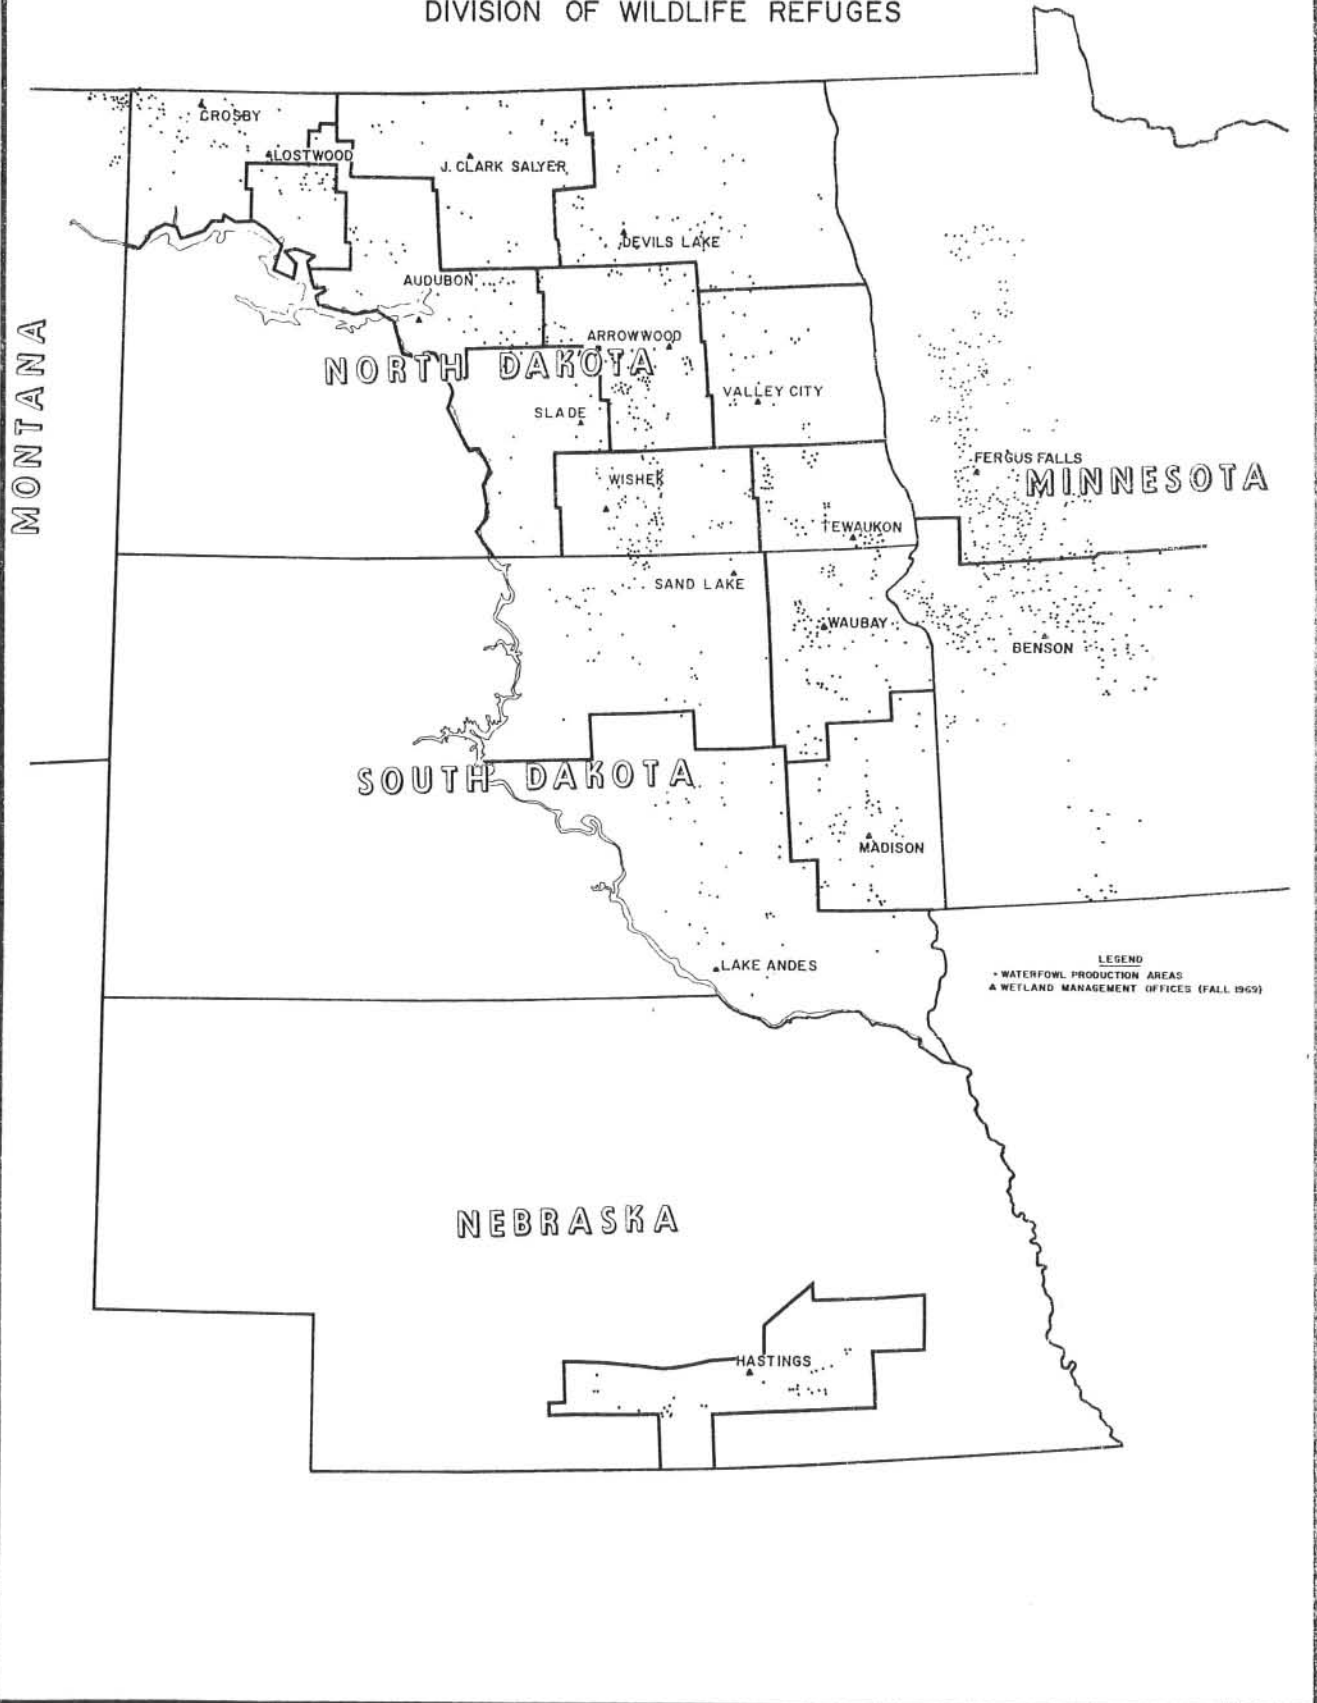 DIVISION OF WILDLIFE REFUGES
CROSBY
LOSTWOOD
J. CLARK SALYER
DEVILS LAKE
AUDUBON
ARROWWOOD
MONTANA
NORTH DAKOTA
VALLEY CITY
SLADE
FERGUS FALLS
MINNESOTA
WISHEK
TEWAUKON
SAND LAKE
WAUBAY
BENSON
SOUTH DAKOTA
MADISON
LAKE ANDES
LEGEND
WATERFOWL PRODUCTION AREAS
WETLAND MANAGEMENT OFFICES (FALL 1969)
NEBRASKA
HASTINGS